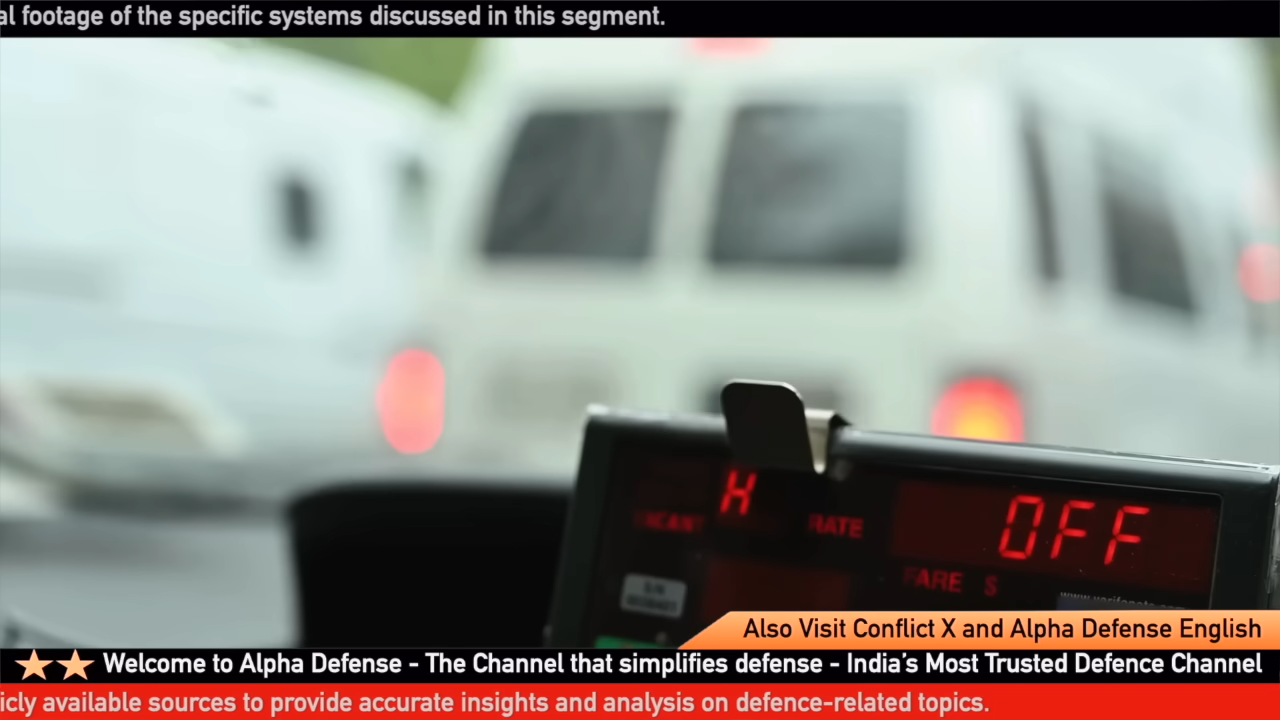 al footage of the specific systems discussed in this segment.
H
OFF
RATE
FARE $
Also Visit Conflict X and Alpha Defense English
Welcome to Alpha Defense - The Channel that simplifies defense - India's Most Trusted Defence Channel
icly available sources to provide accurate insights and analysis on defence-related topics.